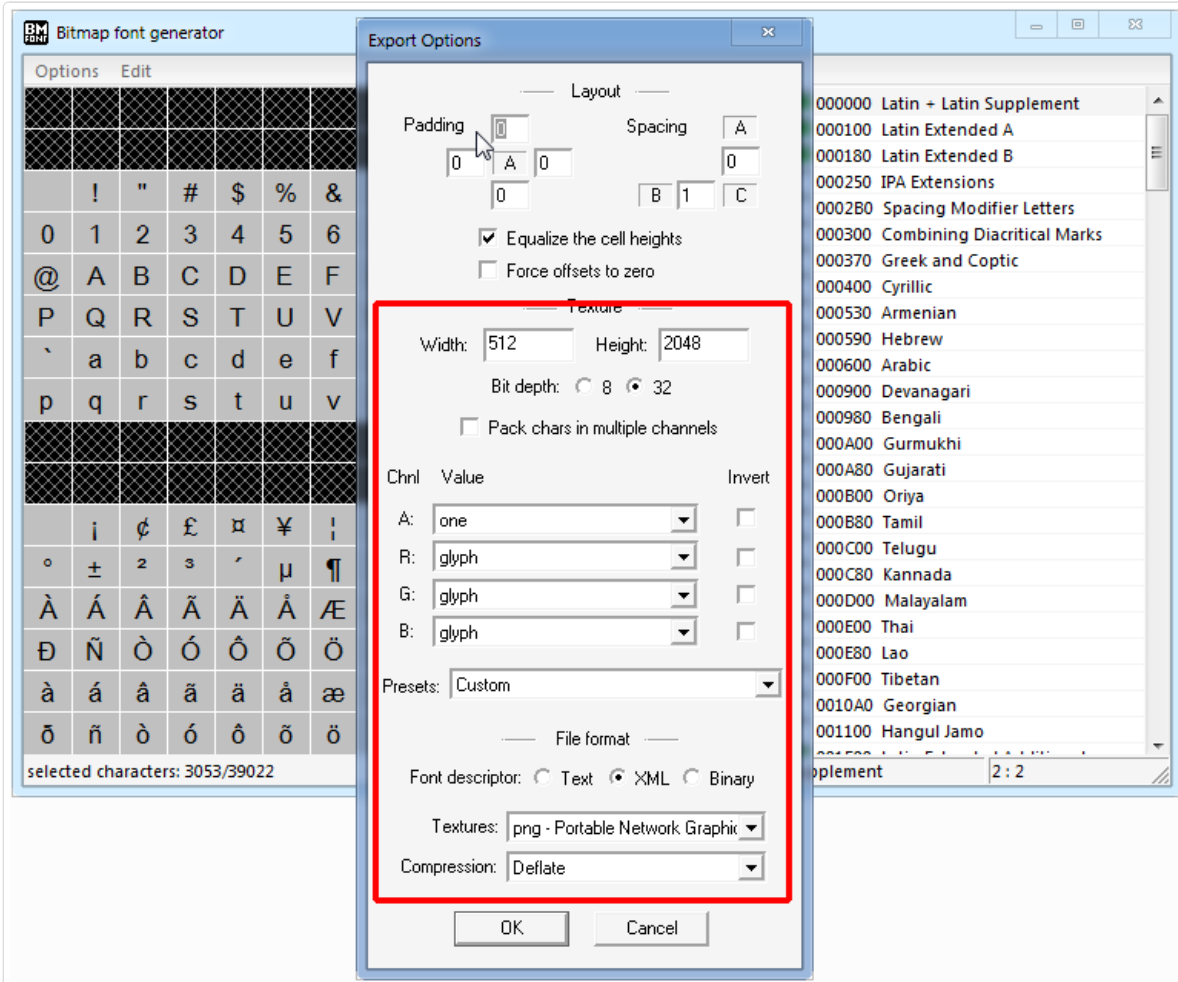 BM FONT Bitmap font generator
Options Edit
! " # $ % &
0 1 2 3 4 5 6
@ A B C D E F
P Q R S T U V
` a b c d e f
p q r s t u v
¡ ¢ £ ¤ ¥ ¦
° ± ² ³ ´ µ ¶
À Á Â Ã Ä Å Æ
Ð Ñ Ò Ó Ô Õ Ö
à á â ã ä å æ
ð ñ ò ó ô õ ö
selected characters: 3053/39022
Export Options
Layout
Padding 0 Spacing A
0 A 0 0
0 B 1 C
Equalize the cell heights
Force offsets to zero
Texture
Width: 512 Height: 2048
Bit depth: 8 32
Pack chars in multiple channels
Chnl Value Invert
A: one
R: glyph
G: glyph
B: glyph
Presets: Custom
File format
Font descriptor: Text XML Binary
Textures: png - Portable Network Graphic
Compression: Deflate
OK Cancel
000000 Latin + Latin Supplement
000100 Latin Extended A
000180 Latin Extended B
000250 IPA Extensions
0002B0 Spacing Modifier Letters
000300 Combining Diacritical Marks
000370 Greek and Coptic
000400 Cyrillic
000530 Armenian
000590 Hebrew
000600 Arabic
000900 Devanagari
000980 Bengali
000A00 Gurmukhi
000A80 Gujarati
000B00 Oriya
000B80 Tamil
000C00 Telugu
000C80 Kannada
000D00 Malayalam
000E00 Thai
000E80 Lao
000F00 Tibetan
0010A0 Georgian
001100 Hangul Jamo
pplement 2 : 2